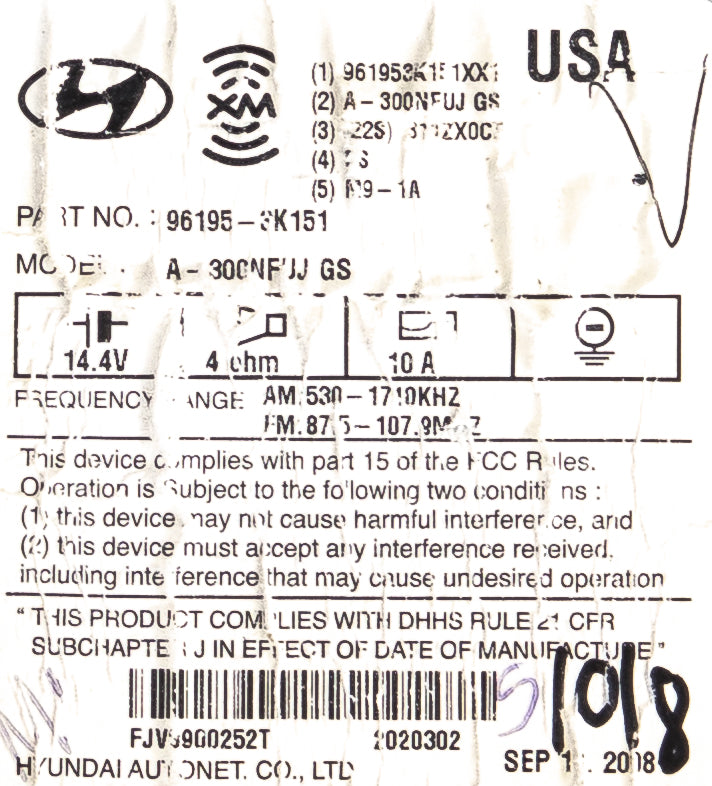 USA
XM
(1)
(2) A-300NFUJ GS
(3)
(4)
(5) M9-1A
PART NO. : 96195-3K151
MODEL : A-300NFUJ GS
14.4V 4 ohm 10 A
FREQUENCY RANGE AM:530-1710KHZ
FM:87.5-107.9MHZ
This device complies with part 15 of the FCC Rules.
Operation is Subject to the following two conditions :
(1) this device may not cause harmful interference, and
(2) this device must accept any interference received,
including interference that may cause undesired operation
"THIS PRODUCT COMPLIES WITH DHHS RULE 21 CFR
SUBCHAPTER J IN EFFECT OF DATE OF MANUFACTURE"
5 1018
2020302
HYUNDAI AUTONET. CO., LTD
SEP 2008